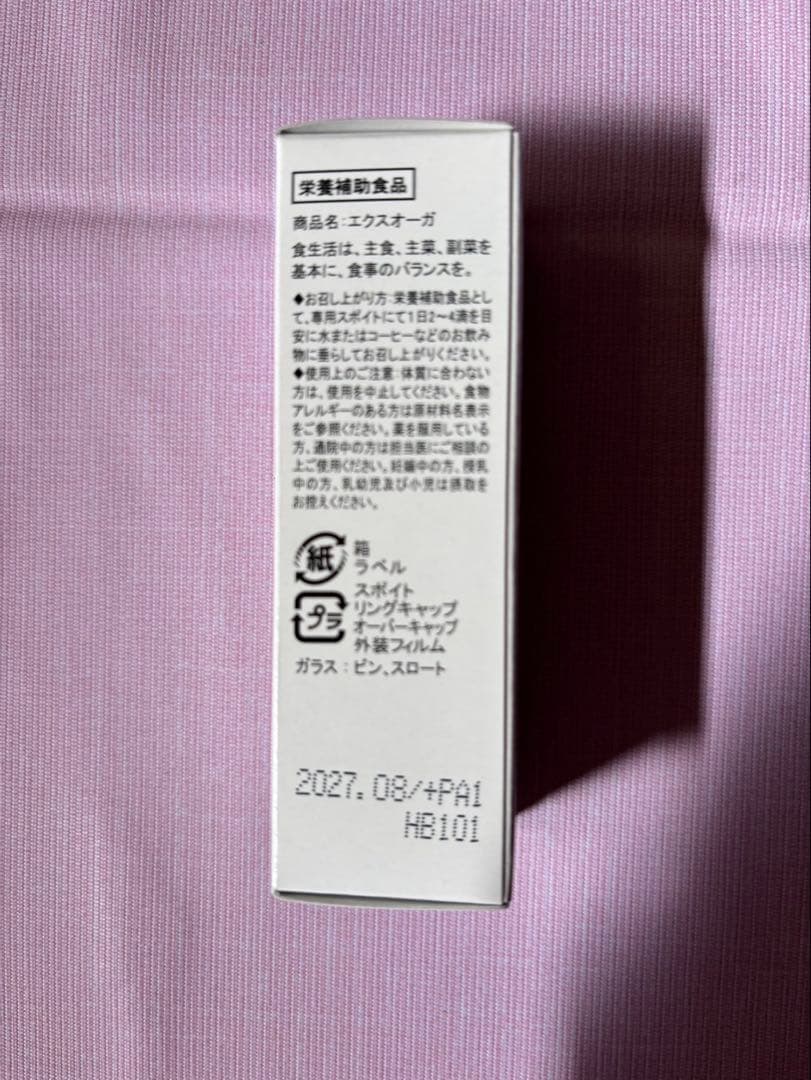 栄養補助食品
商品名:エクスオーガ
食生活は、主食、主菜、副菜を
基本に、食事のバランスを。
◆お召し上がり方:栄養補助食品とし
て、専用スポイトにて1日2〜4滴を目
安に水またはコーヒーなどのお飲み
物に垂らしてお召し上がりください。
◆使用上のご注意:体質に合わない
方は、使用を中止してください。食物
アレルギーのある方は原材料名表示
をご参照ください。薬を服用している
方、通院中の方は担当医にご相談の
上ご使用ください。妊娠中の方、授乳
中の方、乳幼児及び小児は摂取を
お控えください。
紙 箱
ラベル
プラ スポイト
リングキャップ
オーバーキャップ
外装フィルム
ガラス:ビン、スロート
2027.08/+PA1
HB101